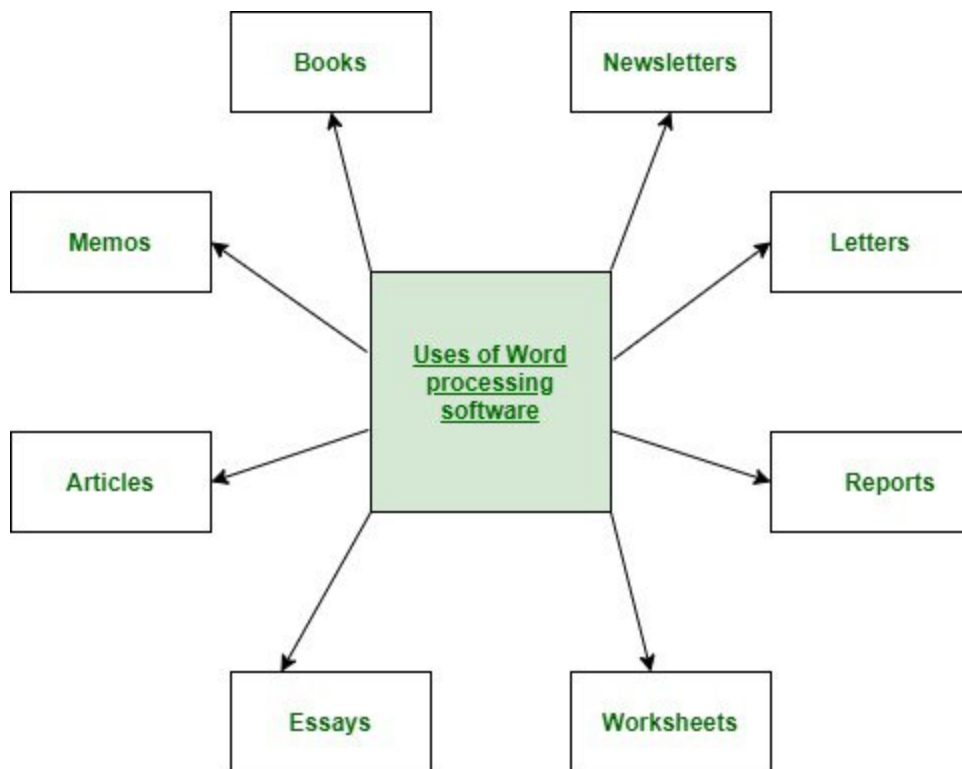 Books
Newsletters
Memos
Letters
Uses of Word
processing
software
Articles
Reports
Essays
Worksheets